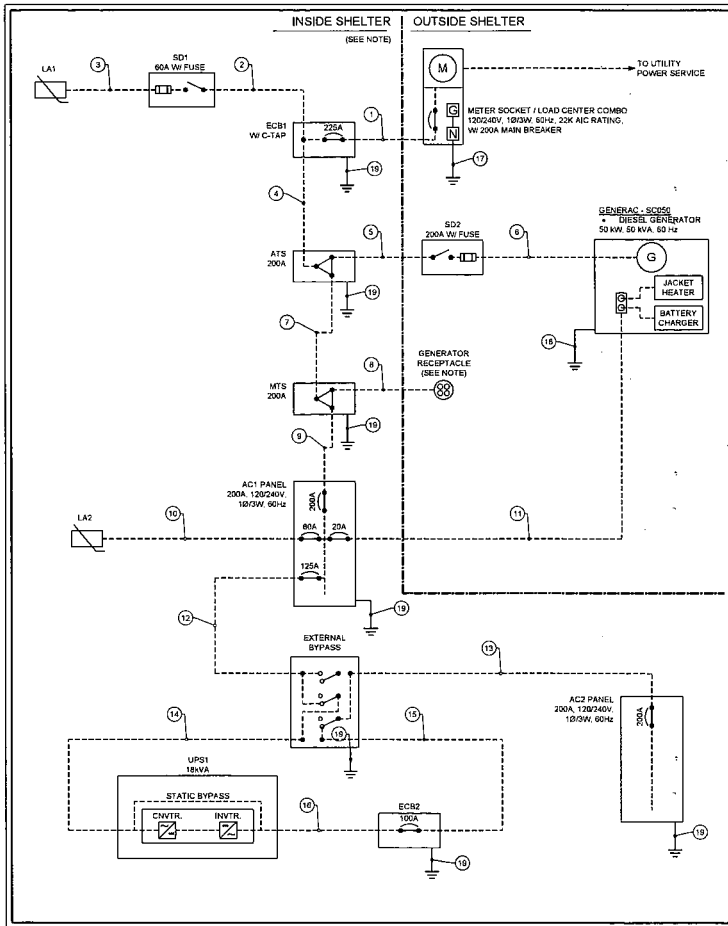 INSIDE SHELTER
(SEE NOTE)
OUTSIDE SHELTER
LA1
3
SD1
60A W/ FUSE
2
M
TO UTILITY
POWER SERVICE
ECB1
W/ C-TAP
225A
1
G
N
METER SOCKET / LOAD CENTER COMBO
120/240V, 1Ø/3W, 60Hz, 22K AIC RATING,
W/ 200A MAIN BREAKER
19
17
4
GENERAC - SC050
• DIESEL GENERATOR
50 kW, 50 kVA, 60 Hz
ATS
200A
5
SD2
200A W/ FUSE
6
G
JACKET
HEATER
BATTERY
CHARGER
19
18
7
GENERATOR
RECEPTACLE
(SEE NOTE)
8
MTS
200A
19
9
AC1 PANEL
200A, 120/240V,
1Ø/3W, 60Hz
200A
LA2
10
60A
20A
11
125A
19
12
EXTERNAL
BYPASS
13
AC2 PANEL
200A, 120/240V,
1Ø/3W, 60Hz
200A
14
15
19
UPS1
18kVA
STATIC BYPASS
CNVTR.
INVTR.
16
ECB2
100A
19
19